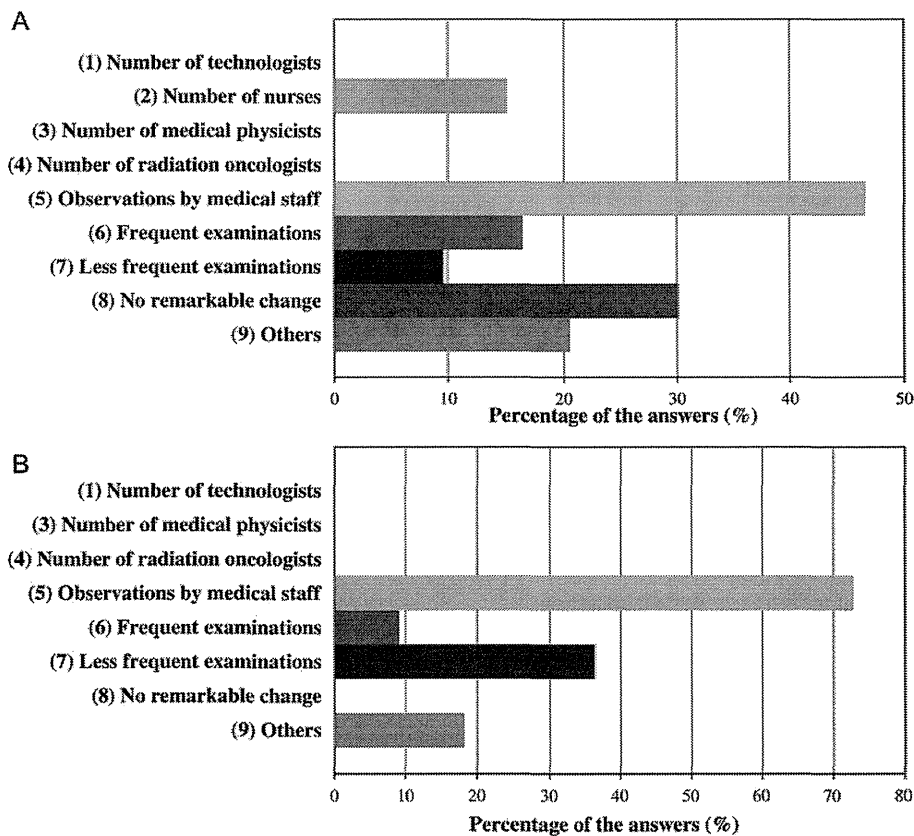 A
(1) Number of technologists
(2) Number of nurses
(3) Number of medical physicists
(4) Number of radiation oncologists
(5) Observations by medical staff
(6) Frequent examinations
(7) Less frequent examinations
(8) No remarkable change
(9) Others
0 10 20 30 40 50
Percentage of the answers (%)
B
(1) Number of technologists
(3) Number of medical physicists
(4) Number of radiation oncologists
(5) Observations by medical staff
(6) Frequent examinations
(7) Less frequent examinations
(8) No remarkable change
(9) Others
0 10 20 30 40 50 60 70 80
Percentage of the answers (%)